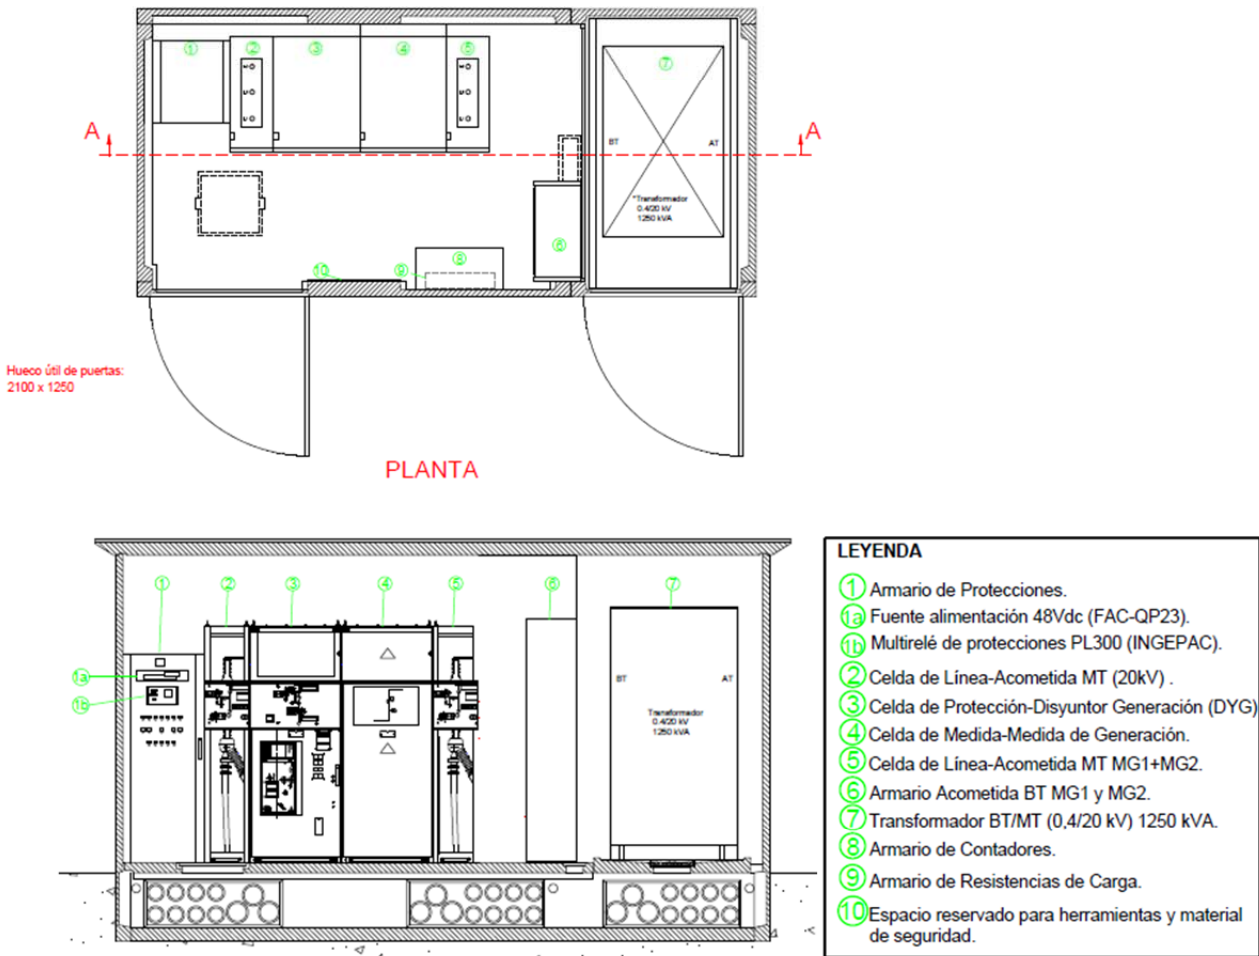 1
2
3
4
5
7
A
A
BT
AT
*Transformador
0.4/20 kV
1250 kVA
6
8
9
10
Hueco útil de puertas:
2100 x 1250
PLANTA
1
2
3
4
5
6
7
1a
1b
BT
AT
Transformador
0.4/20 kV
1250 kVA
LEYENDA
1 Armario de Protecciones.
1a Fuente alimentación 48Vdc (FAC-QP23).
1b Multirelé de protecciones PL300 (INGEPAC).
2 Celda de Línea-Acometida MT (20kV) .
3 Celda de Protección-Disyuntor Generación (DYG)
4 Celda de Medida-Medida de Generación.
5 Celda de Línea-Acometida MT MG1+MG2.
6 Armario Acometida BT MG1 y MG2.
7 Transformador BT/MT (0,4/20 kV) 1250 kVA.
8 Armario de Contadores.
9 Armario de Resistencias de Carga.
10 Espacio reservado para herramientas y material
de seguridad.